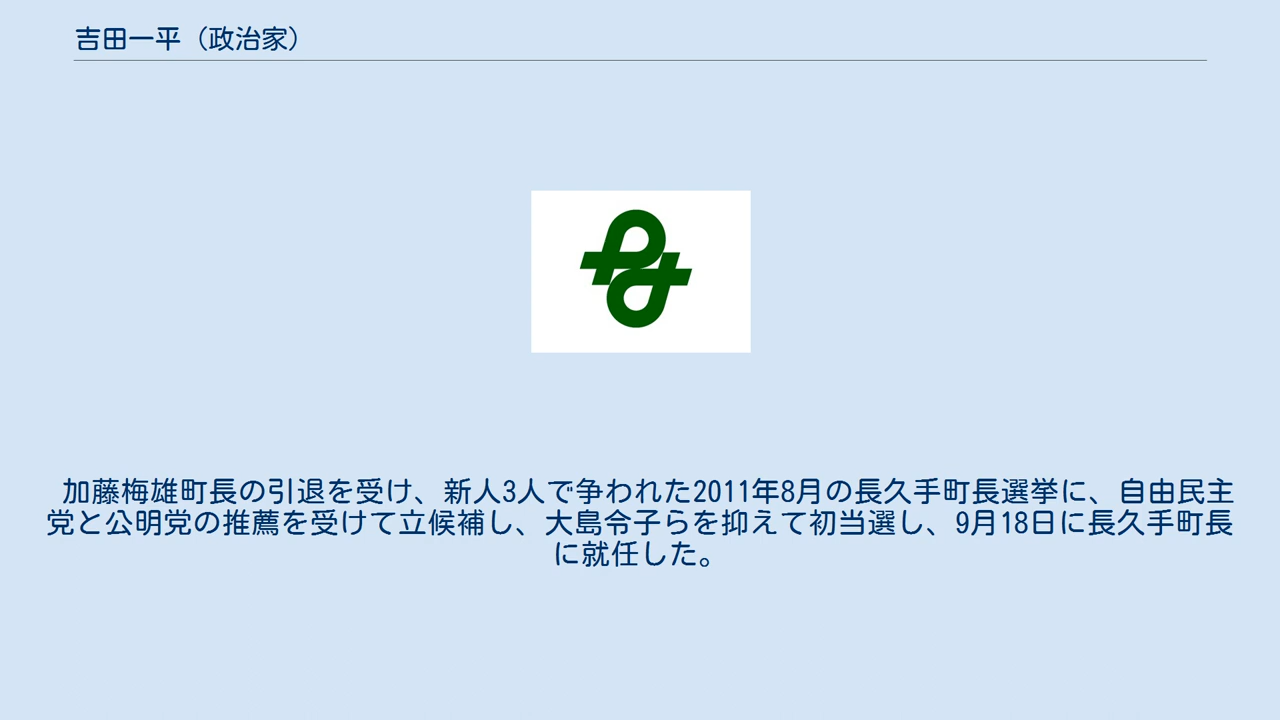 吉田一平（政治家）
加藤梅雄町長の引退を受け、新人3人で争われた2011年8月の長久手町長選挙に、自由民主
党と公明党の推薦を受けて立候補し、大島令子らを抑えて初当選し、9月18日に長久手町長
に就任した。